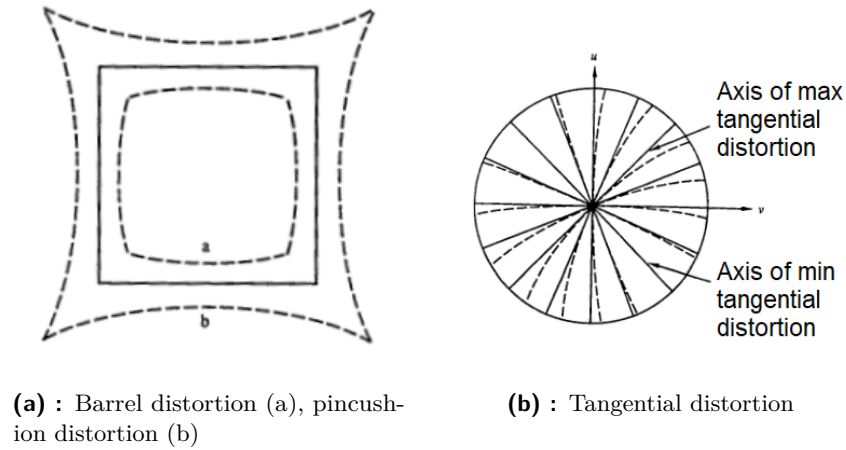 a
b
u
v
Axis of max
tangential
distortion
Axis of min
tangential
distortion
(a) : Barrel distortion (a), pincush-
ion distortion (b)
(b) : Tangential distortion